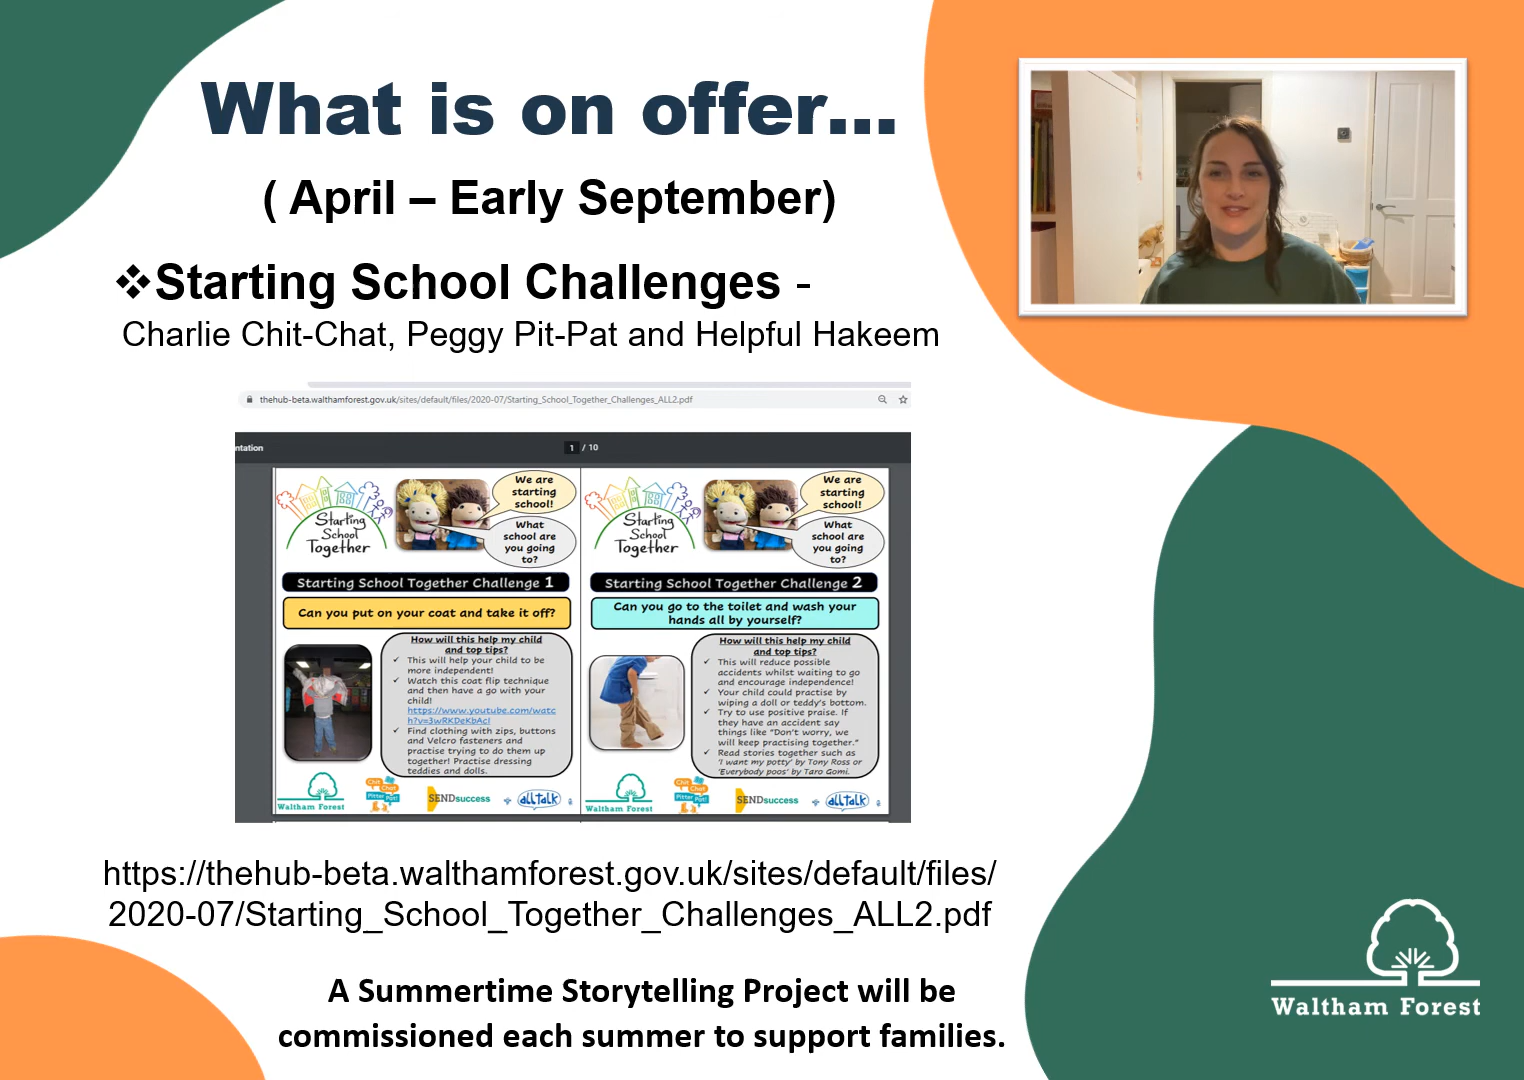 What is on offer...
( April – Early September)
❖Starting School Challenges -
Charlie Chit-Chat, Peggy Pit-Pat and Helpful Hakeem
thehub-beta.walthamforest.gov.uk/sites/default/files/2020-07/Starting_School_Together_Challenges_ALL2.pdf
ntation
1 / 10
Starting
School
Together
We are
starting
school!
What
school are
you going
to?
Starting School Together Challenge 1
Can you put on your coat and take it off?
How will this help my child
and top tips?
✓ This will help your child to be
more independent!
✓ Watch this coat flip technique
and then have a go with your
child!
https://www.youtube.com/watc
h?v=3wRKDeKbAcI
✓ Find clothing with zips, buttons
and Velcro fasteners and
practise trying to do them up
together! Practise dressing
teddies and dolls.
Waltham Forest
Chit
Chat
Pitter
Pat!
SENDsuccess
allTalk
Starting
School
Together
We are
starting
school!
What
school are
you going
to?
Starting School Together Challenge 2
Can you go to the toilet and wash your
hands all by yourself?
How will this help my child
and top tips?
✓ This will reduce possible
accidents whilst waiting to go
and encourage independence!
✓ Your child could practise by
wiping a doll or teddy's bottom.
✓ Try to use positive praise. If
they have an accident say
things like "Don't worry, we
will keep practising together."
✓ Read stories together such as
'I want my potty' by Tony Ross or
'Everybody poos' by Taro Gomi.
Waltham Forest
Chit
Chat
Pitter
Pat!
SENDsuccess
allTalk
https://thehub-beta.walthamforest.gov.uk/sites/default/files/
2020-07/Starting_School_Together_Challenges_ALL2.pdf
A Summertime Storytelling Project will be
commissioned each summer to support families.
Waltham Forest